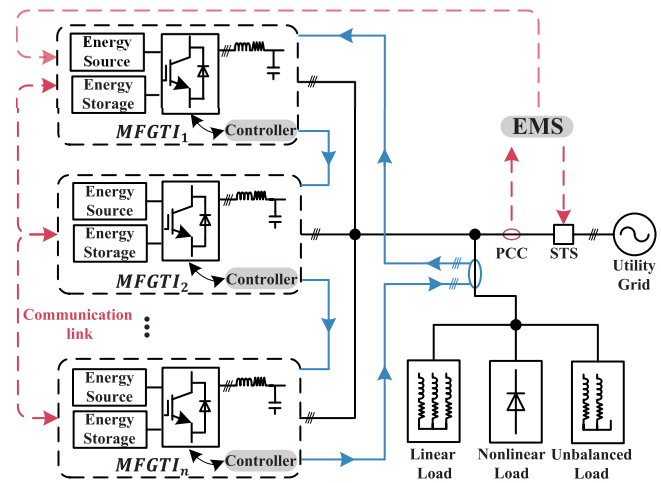 Energy
Source
Energy
Storage
MFGTI1
Controller
EMS
Energy
Source
Energy
Storage
MFGTI2
Controller
PCC
STS
Utility
Grid
Communication
link
Energy
Source
Energy
Storage
MFGTIn
Controller
Linear
Load
Nonlinear
Load
Unbalanced
Load